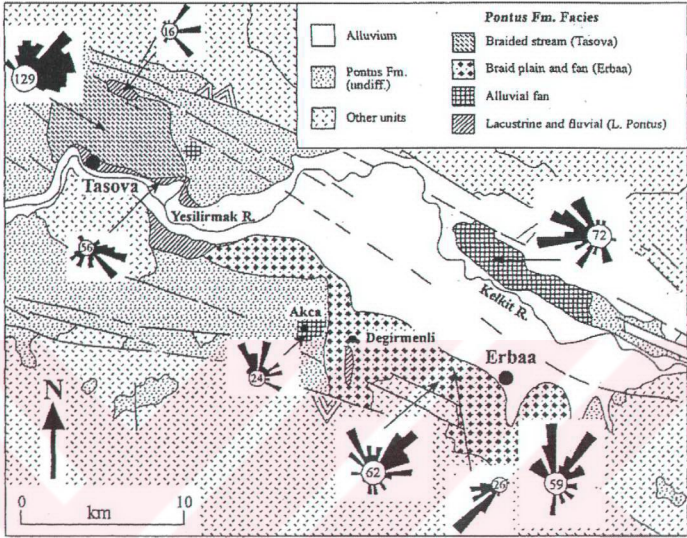 Pontus Fm. Facies
Alluvium
Pontus Fm.
(undiff.)
Other units
Braided stream (Tasova)
Braid plain and fan (Erbaa)
Alluvial fan
Lacustrine and fluvial (L. Pontus)
16
129
Tasova
Yesilirmak R.
56
72
Kelkit R.
Akca
Degirmenli
Erbaa
24
N
62
26
59
0 10
km